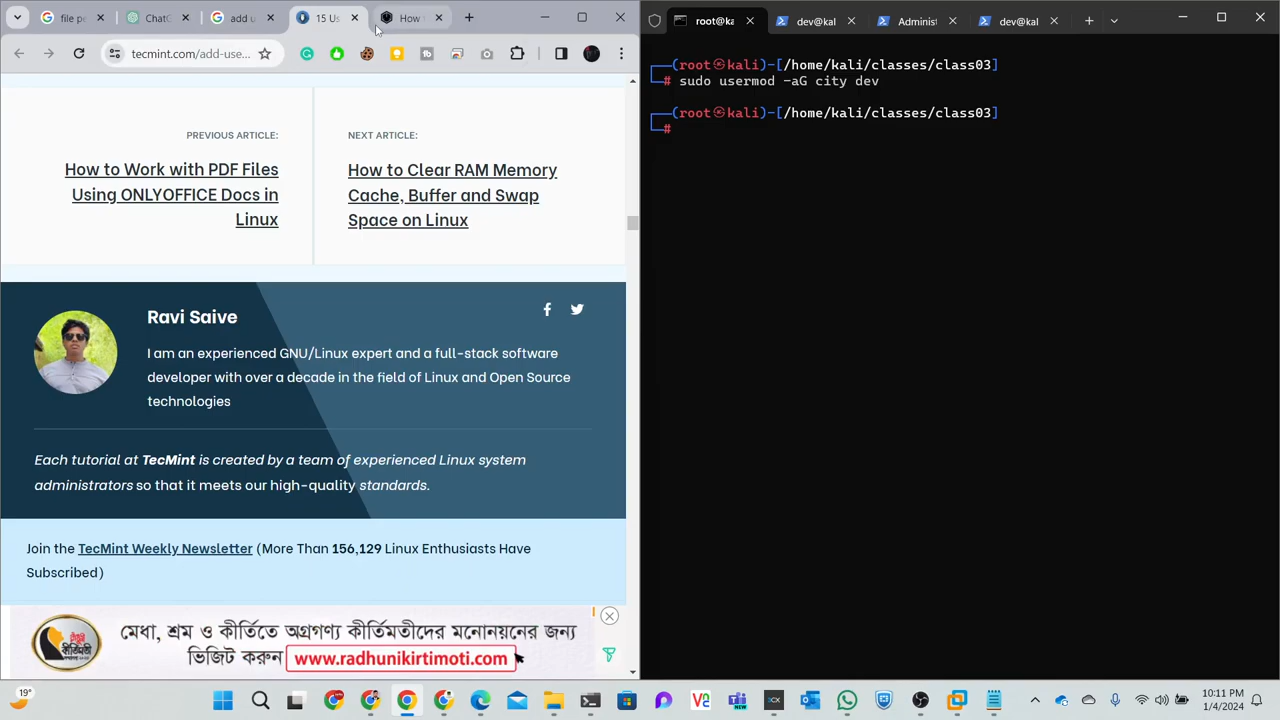 le pe
ChatC
add u
15 Us
How t
tecmint.com/add-use...
PREVIOUS ARTICLE:
How to Work with PDF Files
Using ONLYOFFICE Docs in
Linux
NEXT ARTICLE:
How to Clear RAM Memory
Cache, Buffer and Swap
Space on Linux
Ravi Saive
I am an experienced GNU/Linux expert and a full-stack software
developer with over a decade in the field of Linux and Open Source
technologies
Each tutorial at TecMint is created by a team of experienced Linux system
administrators so that it meets our high-quality standards.
Join the TecMint Weekly Newsletter (More Than 156,129 Linux Enthusiasts Have
Subscribed)
মেধা, শ্রম ও কীর্তিতে অগ্রগণ্য কীর্তিমতীদের মনোনয়নের জন্য
ভিজিট করুন www.radhunikirtimoti.com
root@ka
dev@kal
Administ
dev@kal
(root㉿kali)-[/home/kali/classes/class03]
# sudo usermod -aG city dev
(root㉿kali)-[/home/kali/classes/class03]
#
19°
10:11 PM
1/4/2024